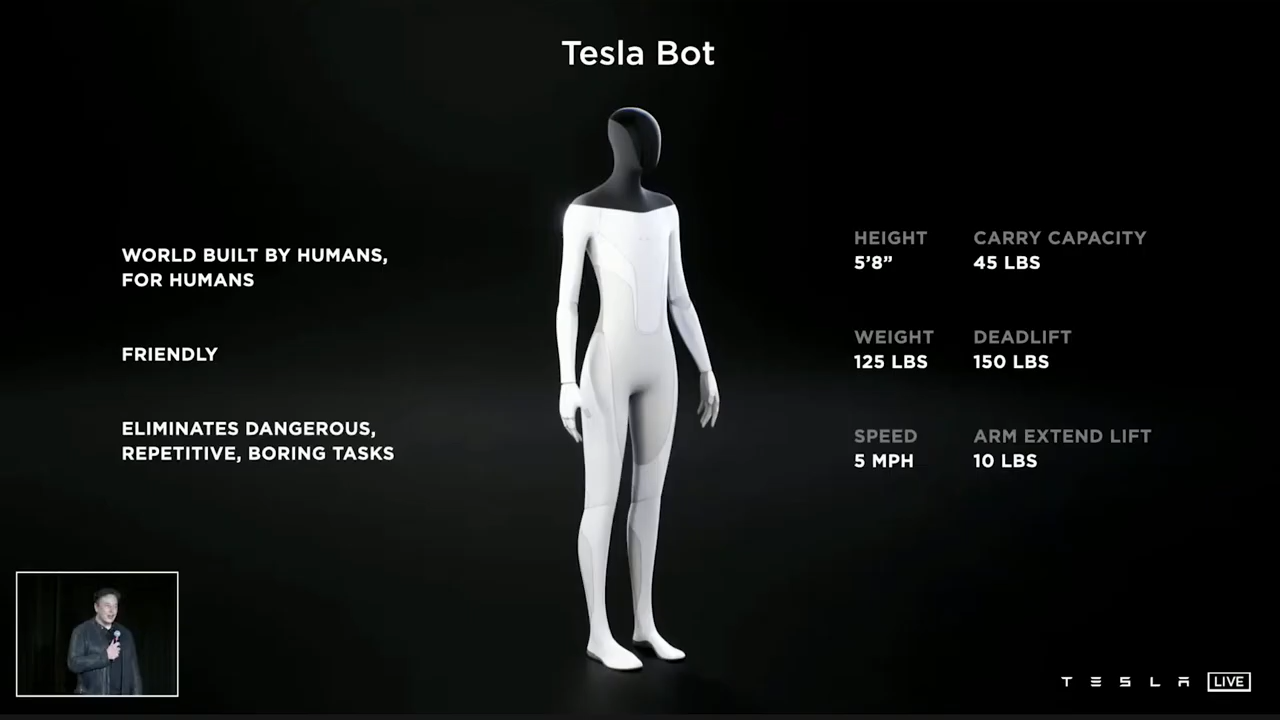 Tesla Bot
WORLD BUILT BY HUMANS,
FOR HUMANS
FRIENDLY
ELIMINATES DANGEROUS,
REPETITIVE, BORING TASKS
HEIGHT
5’8”
CARRY CAPACITY
45 LBS
WEIGHT
125 LBS
DEADLIFT
150 LBS
SPEED
5 MPH
ARM EXTEND LIFT
10 LBS
TESLA LIVE